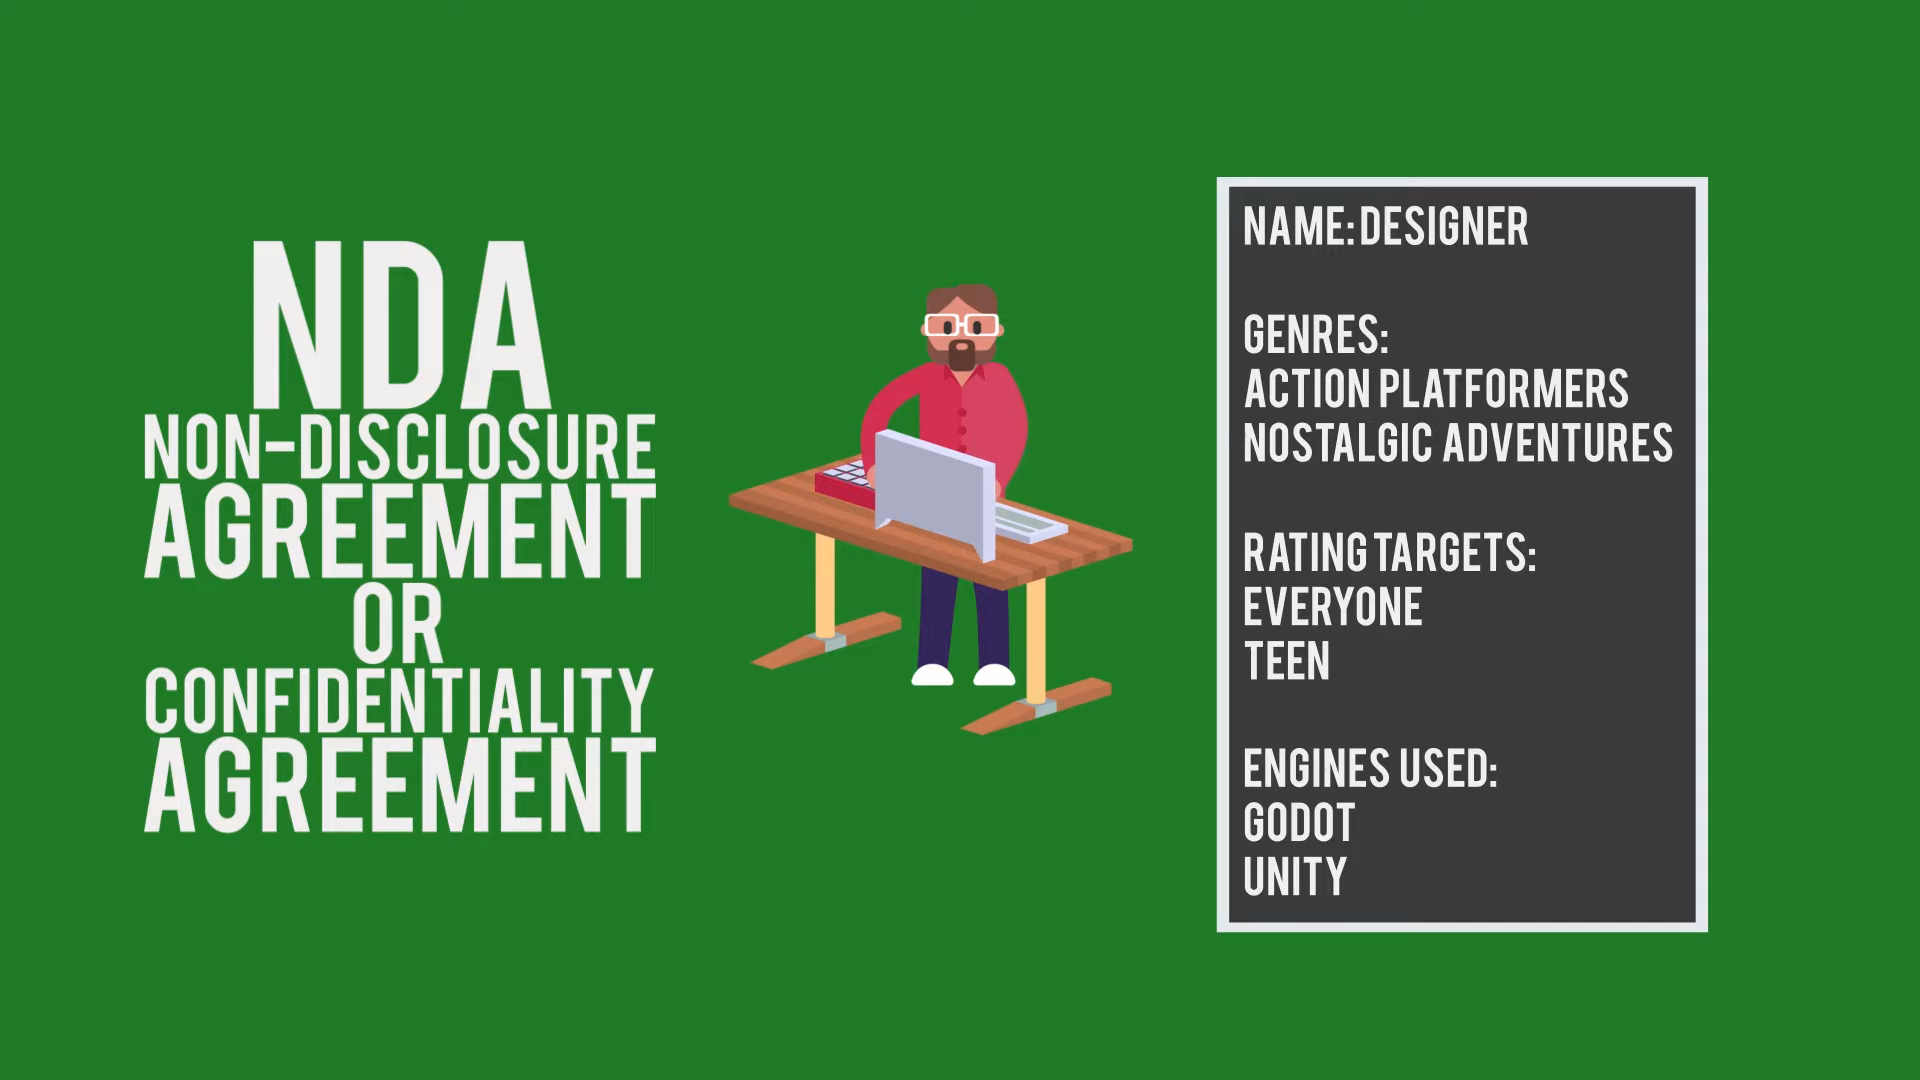 NDA
NON-DISCLOSURE
AGREEMENT
OR
CONFIDENTIALITY
AGREEMENT
NAME: DESIGNER
GENRES:
ACTION PLATFORMERS
NOSTALGIC ADVENTURES
RATING TARGETS:
EVERYONE
TEEN
ENGINES USED:
GODOT
UNITY